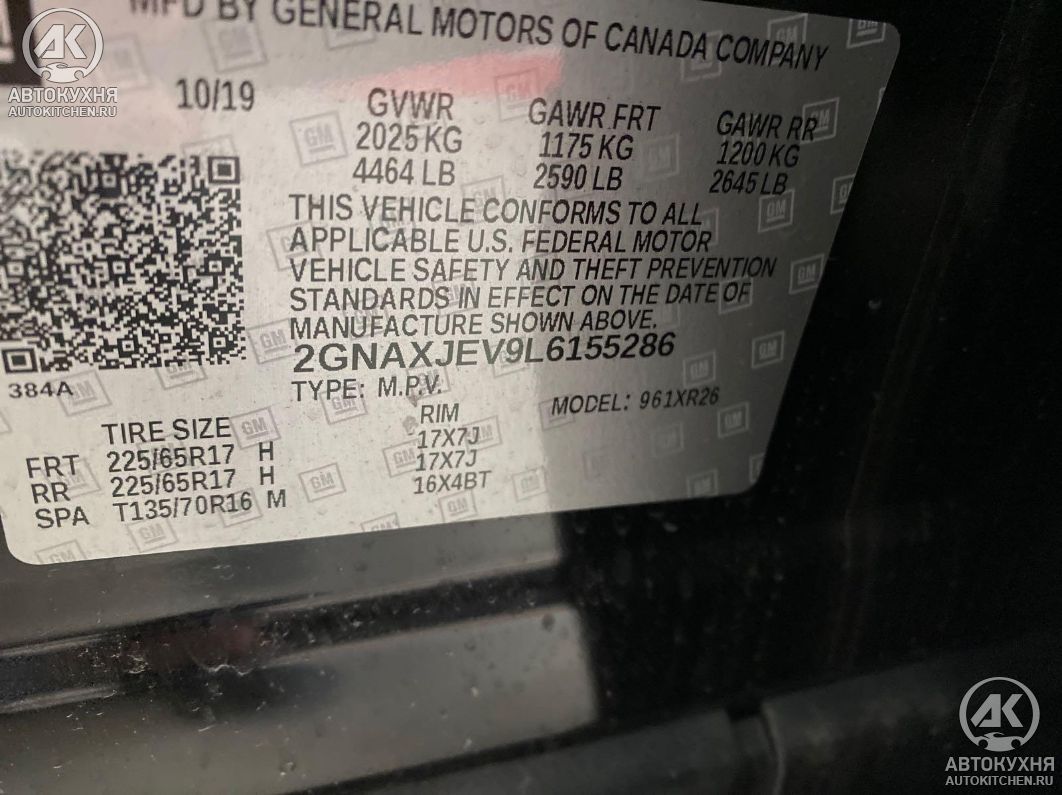 AK
АВТОКУХНЯ
AUTOKITCHEN.RU
MFD BY GENERAL MOTORS OF CANADA COMPANY
10/19
GVWR GAWR FRT GAWR RR
2025 KG 1175 KG 1200 KG
4464 LB 2590 LB 2645 LB
THIS VEHICLE CONFORMS TO ALL
APPLICABLE U.S. FEDERAL MOTOR
VEHICLE SAFETY AND THEFT PREVENTION
STANDARDS IN EFFECT ON THE DATE OF
MANUFACTURE SHOWN ABOVE.
2GNAXJEV9L6155286
384A
TYPE: M.P.V. MODEL: 961XR26
TIRE SIZE RIM
FRT 225/65R17 H 17X7J
RR 225/65R17 H 17X7J
SPA T135/70R16 M 16X4BT
AK
АВТОКУХНЯ
AUTOKITCHEN.RU